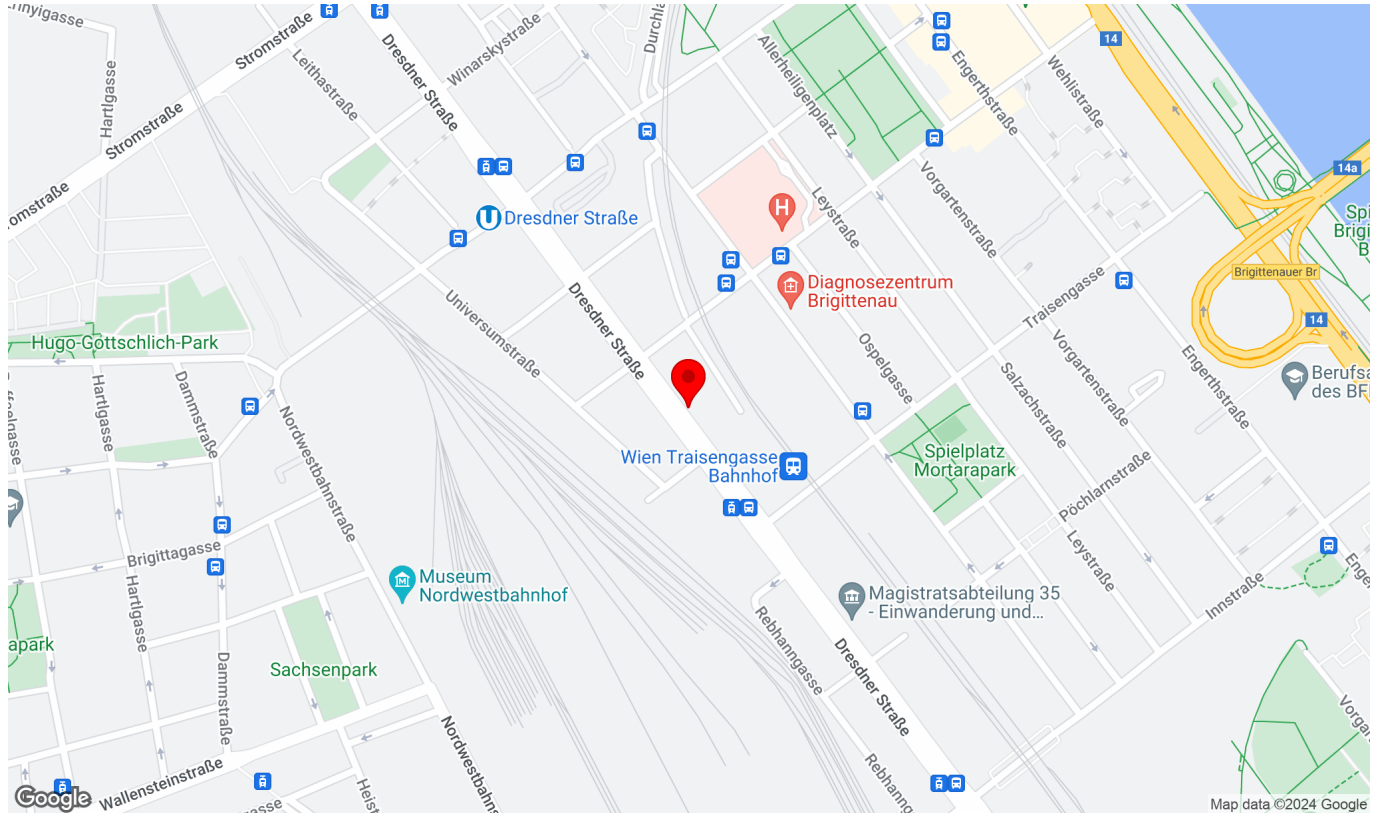 Stromstraße
Dresdner Straße
Winarskystraße
Leithastraße
Hartlgasse
Stromstraße
Allerheiligenplatz
Engerthstraße
Wehlistraße
14
14a
Vorgartenstraße
Leystraße
H
U Dresdner Straße
Brigittenauer Br
Diagnosezentrum
Brigittenau
Traisengasse
14
Universumstraße
Dresdner Straße
Hugo-Gottschlich-Park
Ospelgasse
Salzachstraße
Vorgartenstraße
Engerthstraße
Hartlgasse
Dammstraße
Nordwestbahnstraße
Wien Traisengasse
Bahnhof
Spielplatz
Mortarapark
Pöchlarnstraße
Brigittagasse
Leystraße
Museum
Nordwestbahnhof
Magistratsabteilung 35
- Einwanderung und...
Innstraße
Hartlgasse
Rebhanngasse
Dresdner Straße
apark
Sachsenpark
Dammstraße
Wallensteinstraße
Google
Map data ©2024 Google